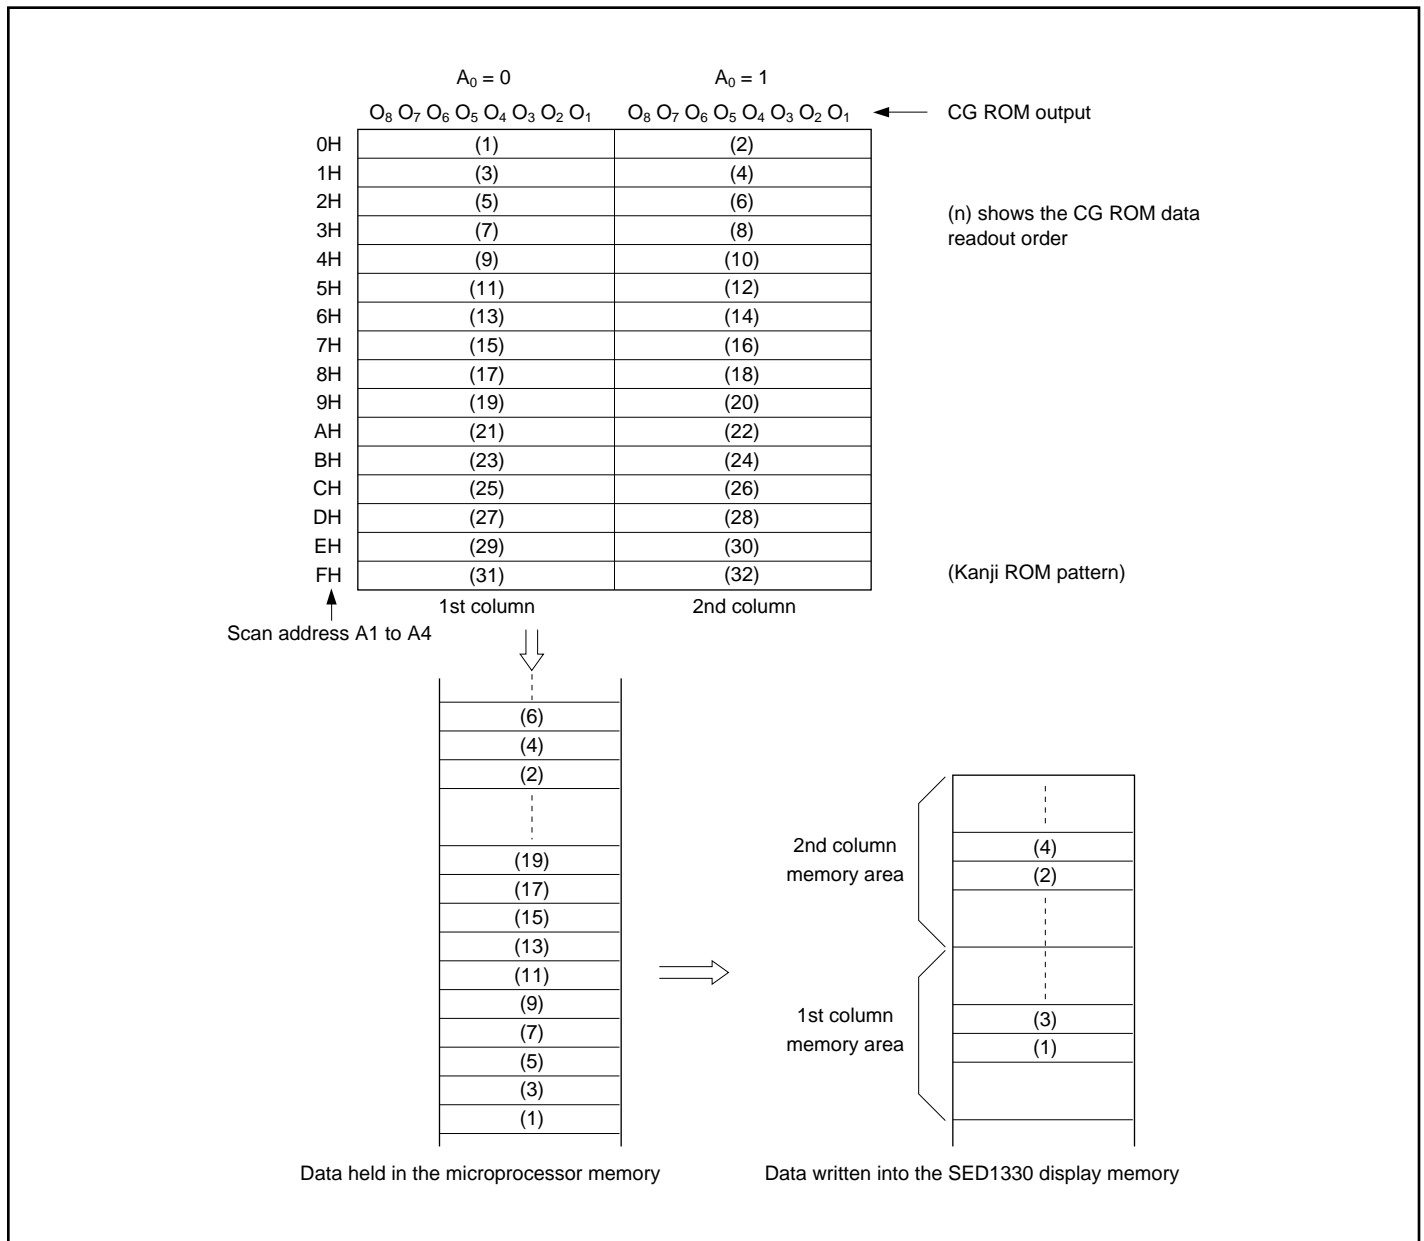 A₀ = 0 A₀ = 1
O₈ O₇ O₆ O₅ O₄ O₃ O₂ O₁ O₈ O₇ O₆ O₅ O₄ O₃ O₂ O₁ CG ROM output
0H (1) (2)
1H (3) (4)
2H (5) (6)
(n) shows the CG ROM data
readout order
3H (7) (8)
4H (9) (10)
5H (11) (12)
6H (13) (14)
7H (15) (16)
8H (17) (18)
9H (19) (20)
AH (21) (22)
BH (23) (24)
CH (25) (26)
DH (27) (28)
EH (29) (30)
FH (31) (32) (Kanji ROM pattern)
1st column 2nd column
Scan address A1 to A4
(6)
(4)
(2)
(19)
(17)
(15)
(13)
(11)
(9)
(7)
(5)
(3)
(1)
Data held in the microprocessor memory
2nd column
memory area
(4)
(2)
1st column
memory area
(3)
(1)
Data written into the SED1330 display memory